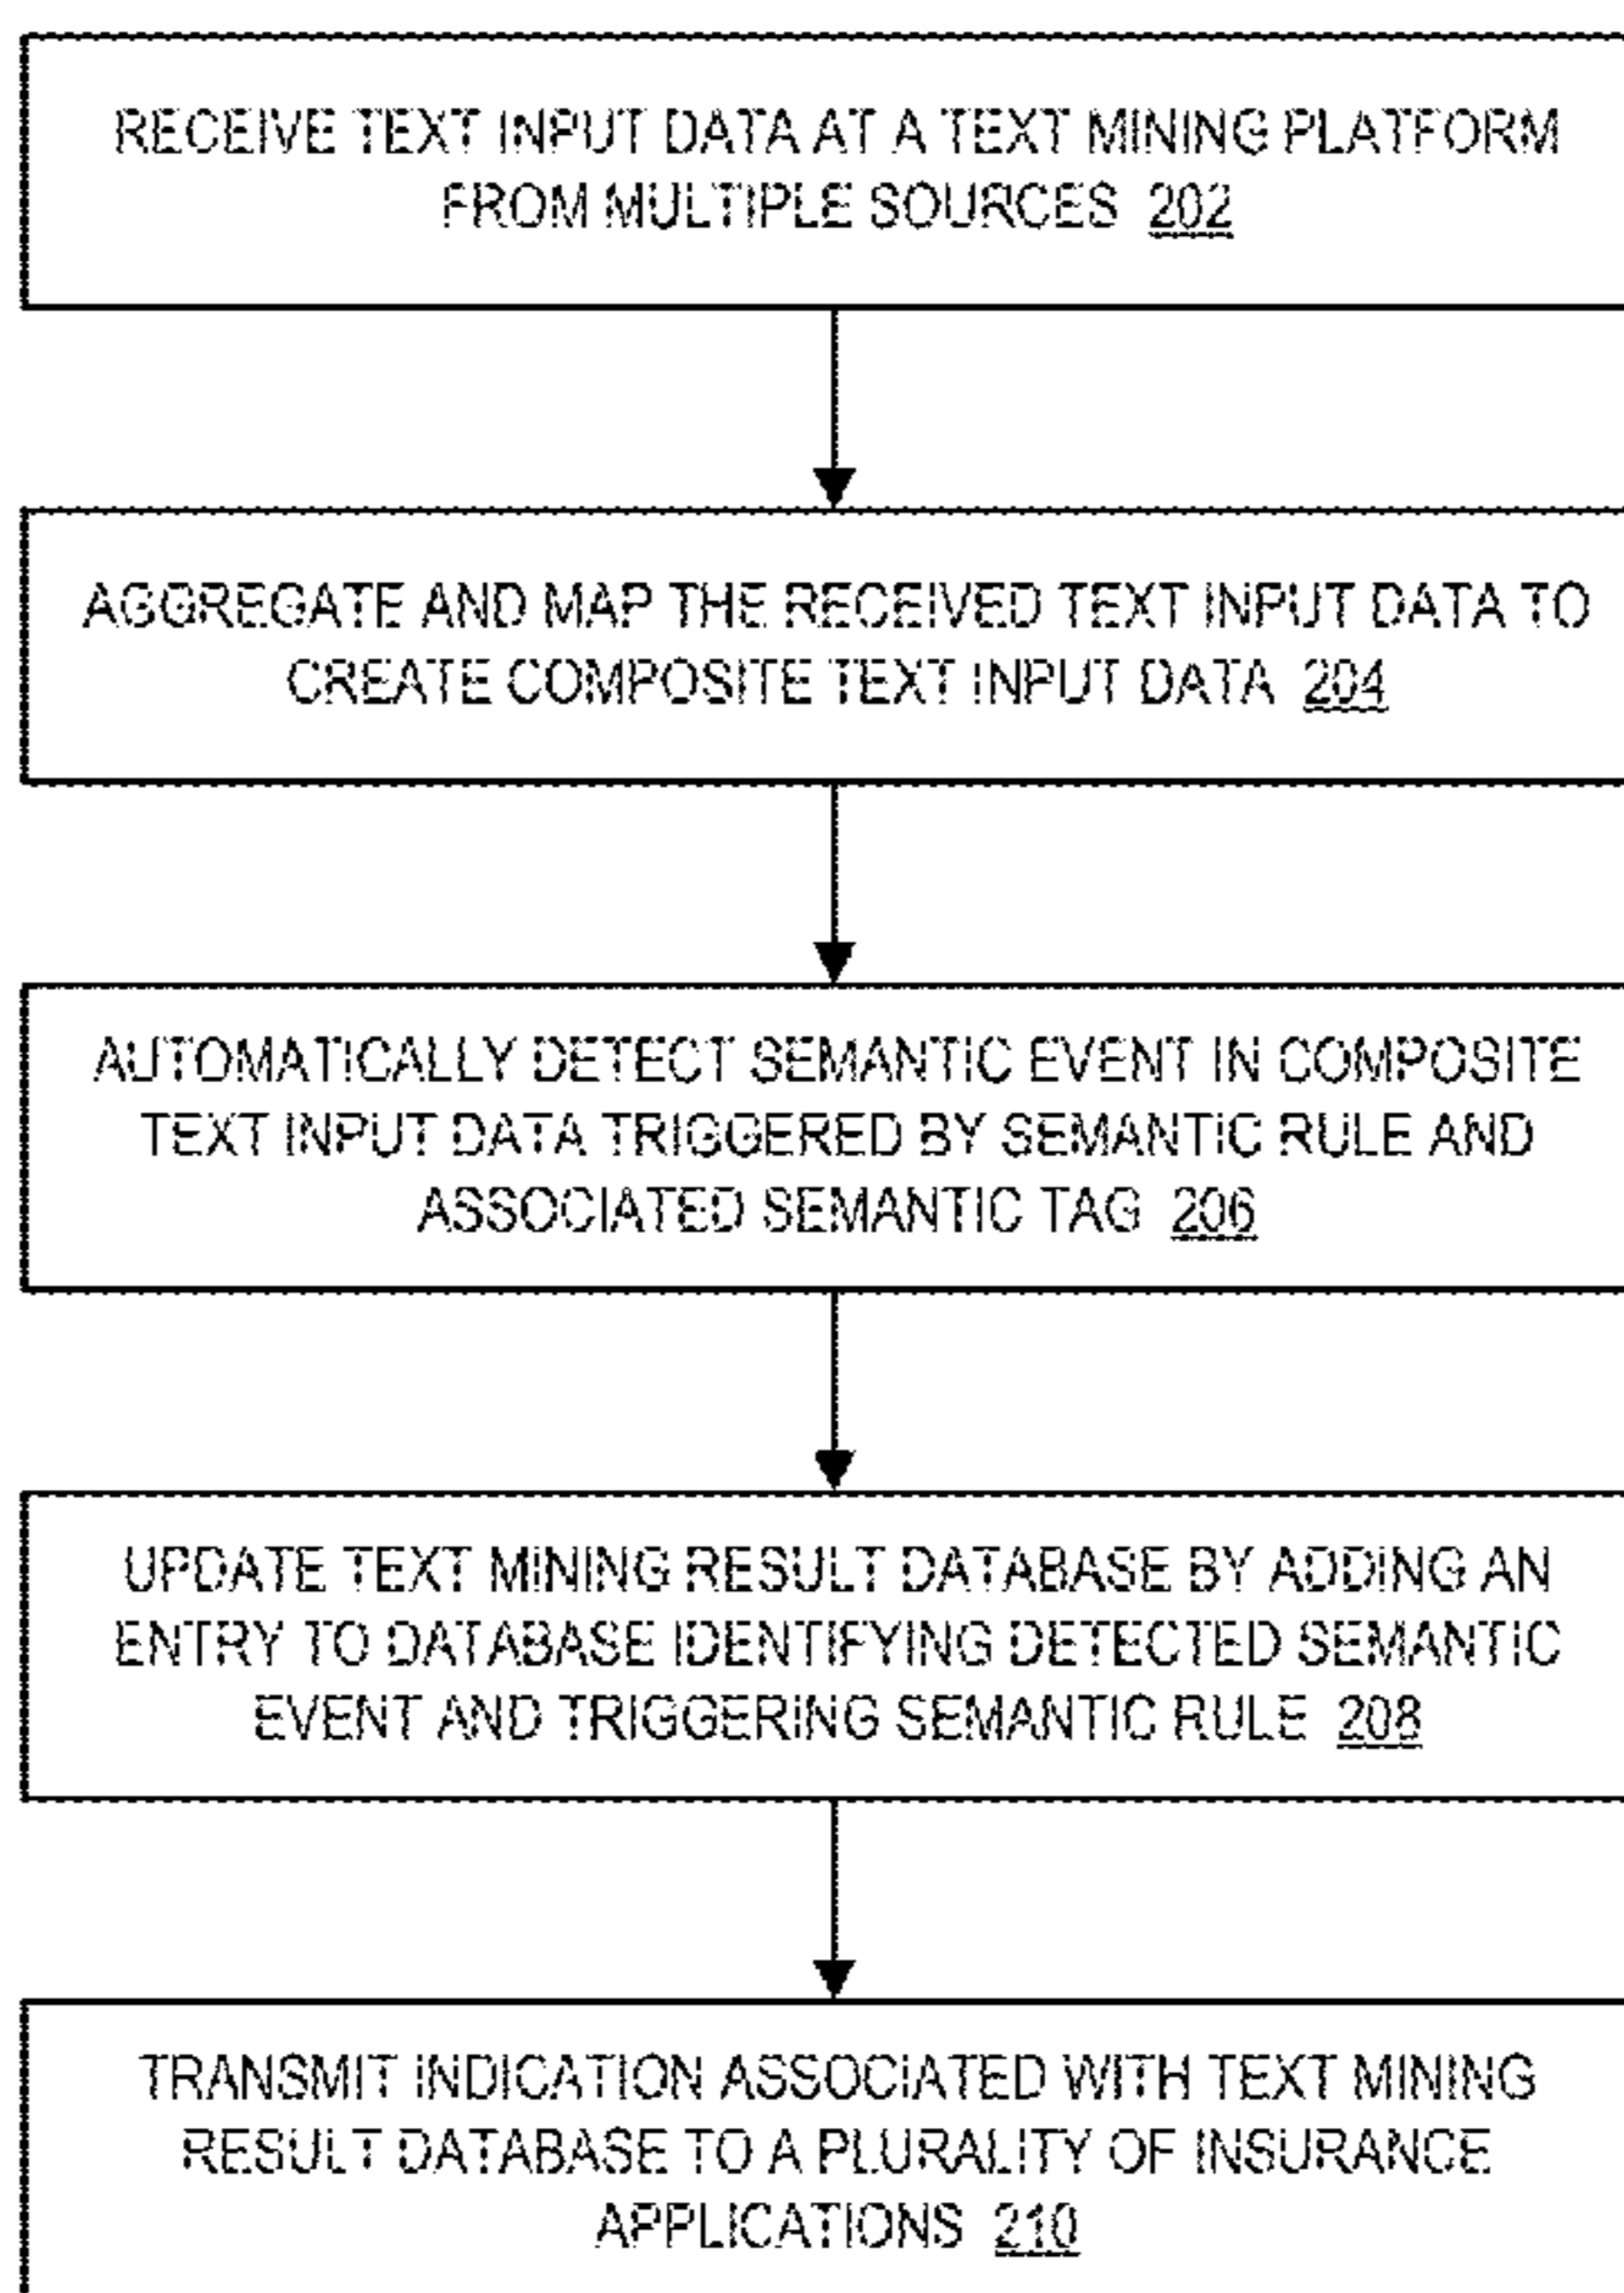 RECEIVE TEXT INPUT DATA AT A TEXT MINING PLATFORM
FROM MULTIPLE SOURCES 202
AGGREGATE AND MAP THE RECEIVED TEXT INPUT DATA TO
CREATE COMPOSITE TEXT INPUT DATA 204
AUTOMATICALLY DETECT SEMANTIC EVENT IN COMPOSITE
TEXT INPUT DATA TRIGGERED BY SEMANTIC RULE AND
ASSOCIATED SEMANTIC TAG 206
UPDATE TEXT MINING RESULT DATABASE BY ADDING AN
ENTRY TO DATABASE IDENTIFYING DETECTED SEMANTIC
EVENT AND TRIGGERING SEMANTIC RULE 208
TRANSMIT INDICATION ASSOCIATED WITH TEXT MINING
RESULT DATABASE TO A PLURALITY OF INSURANCE
APPLICATIONS 210